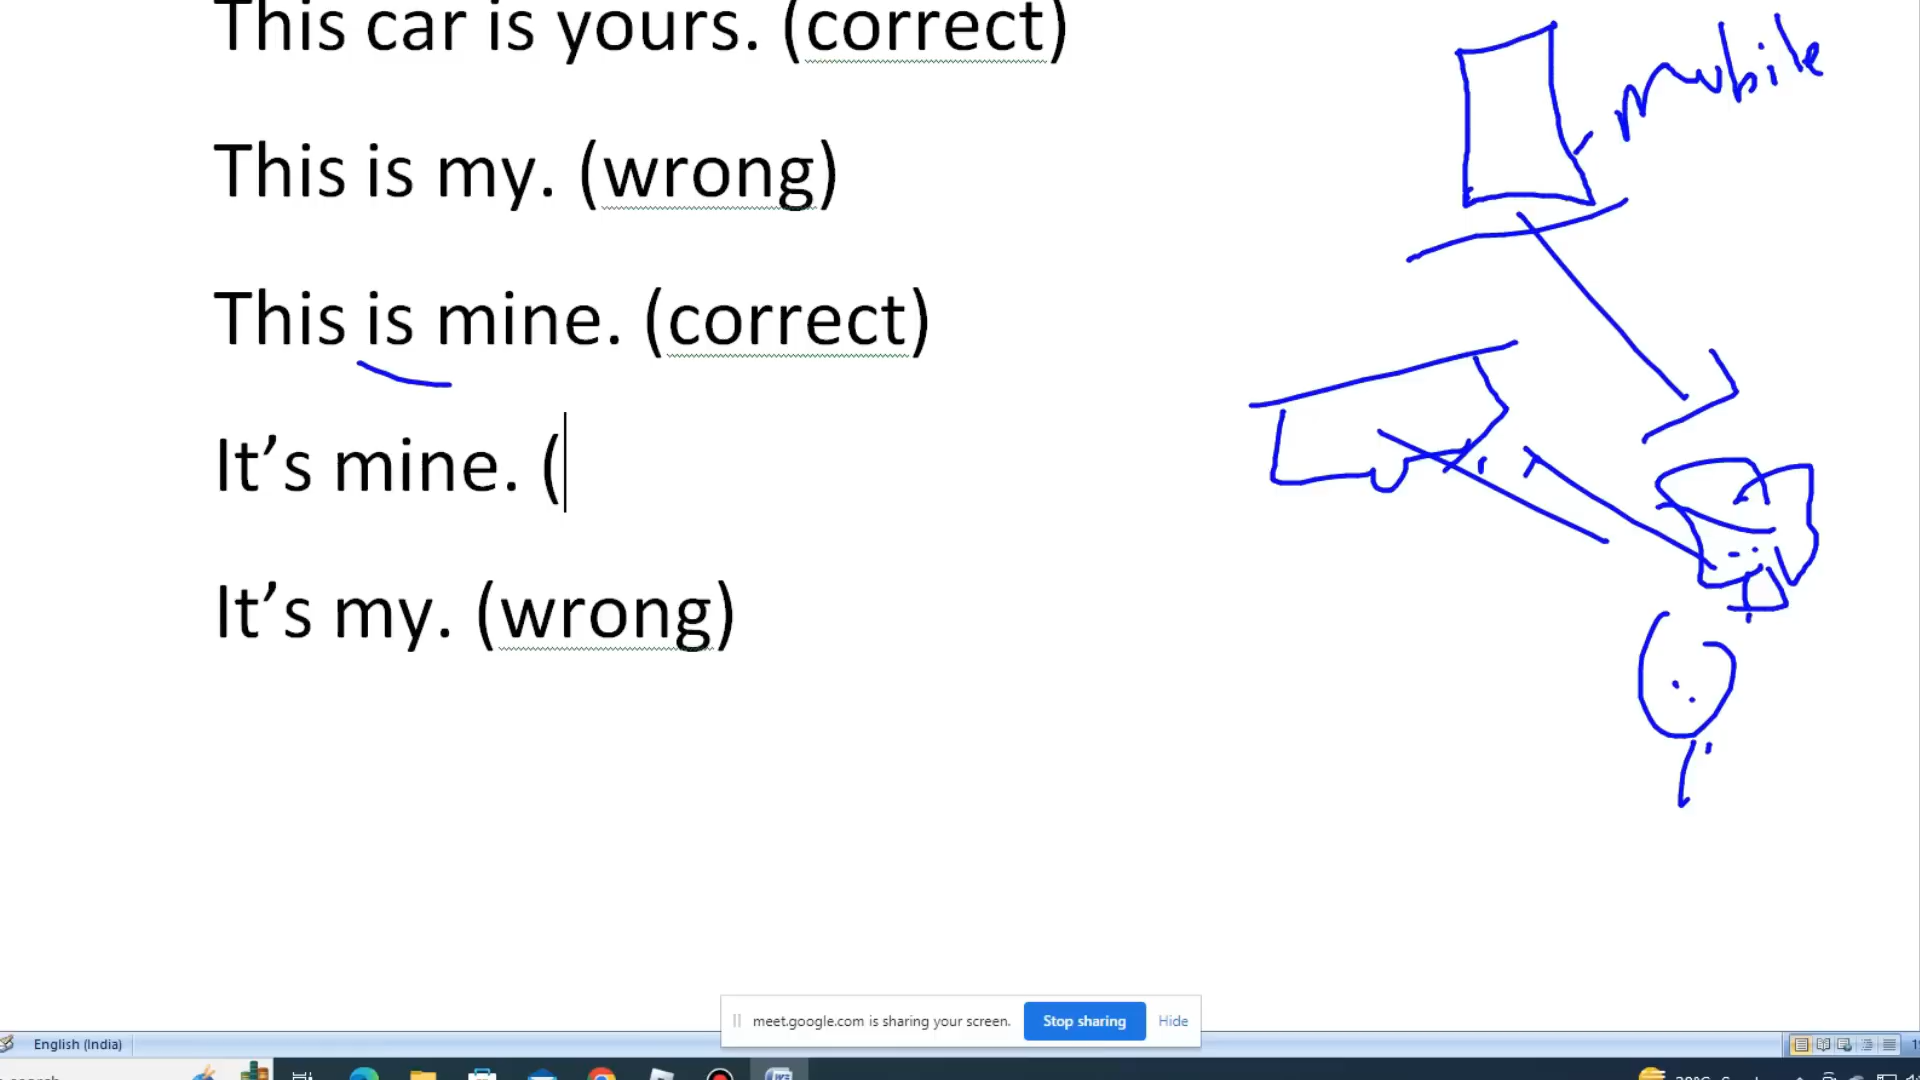 This car is yours. (correct)
mobile
This is my. (wrong)
This is mine. (correct)
It’s mine. (
It’s my. (wrong)
meet.google.com is sharing your screen.
Stop sharing
Hide
English (India)
search